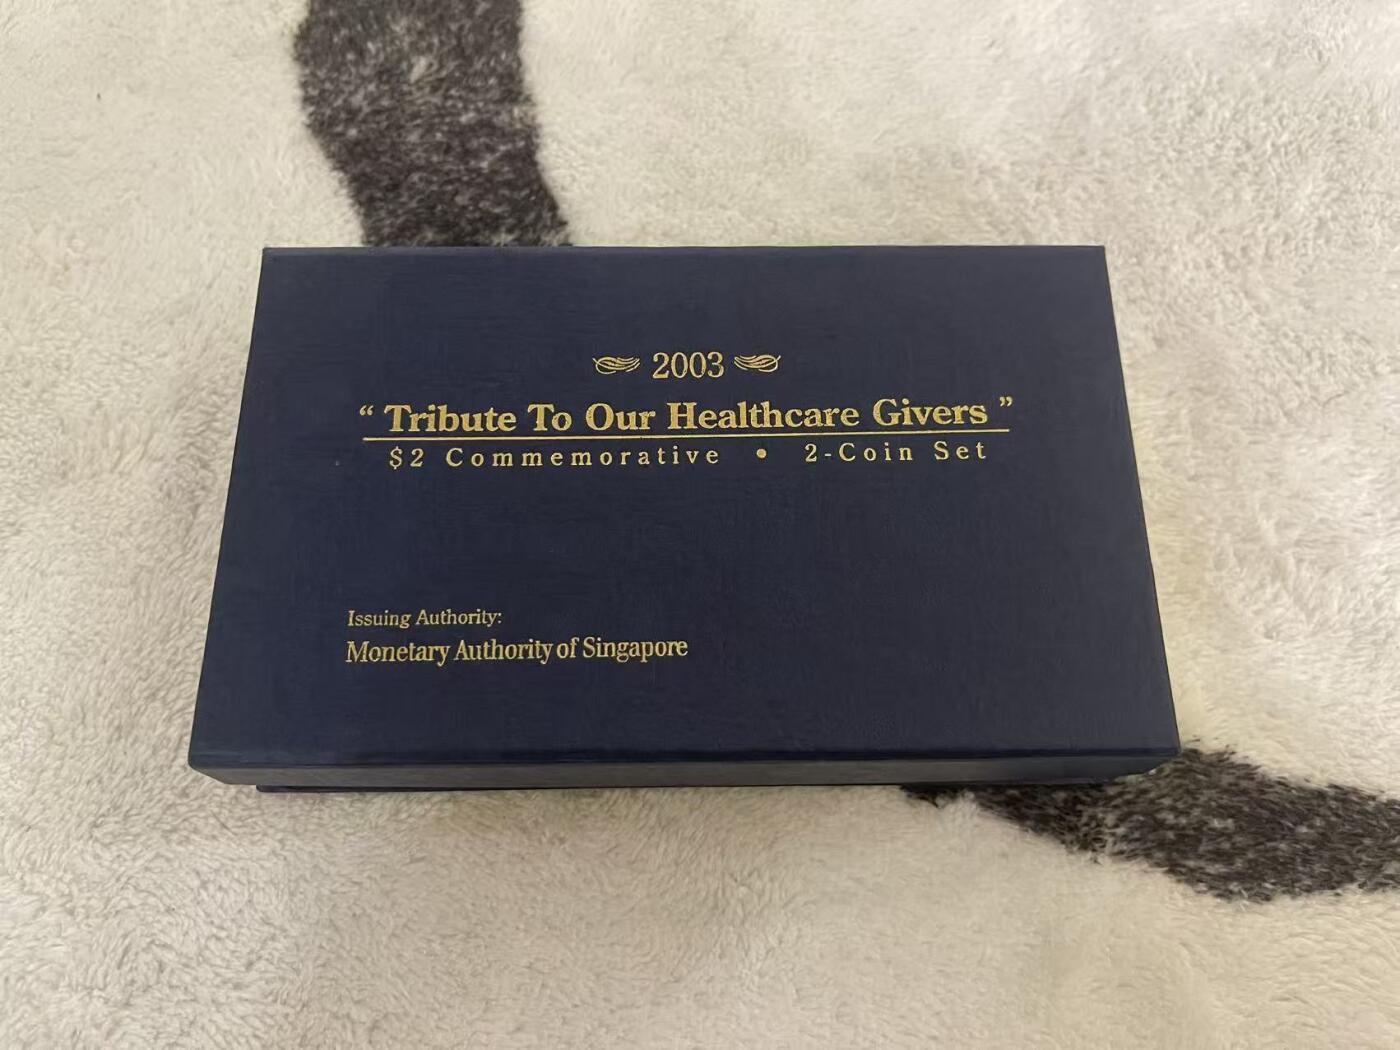 2003
“ Tribute To Our Healthcare Givers ”
$2 Commemorative • 2-Coin Set
Issuing Authority:
Monetary Authority of Singapore